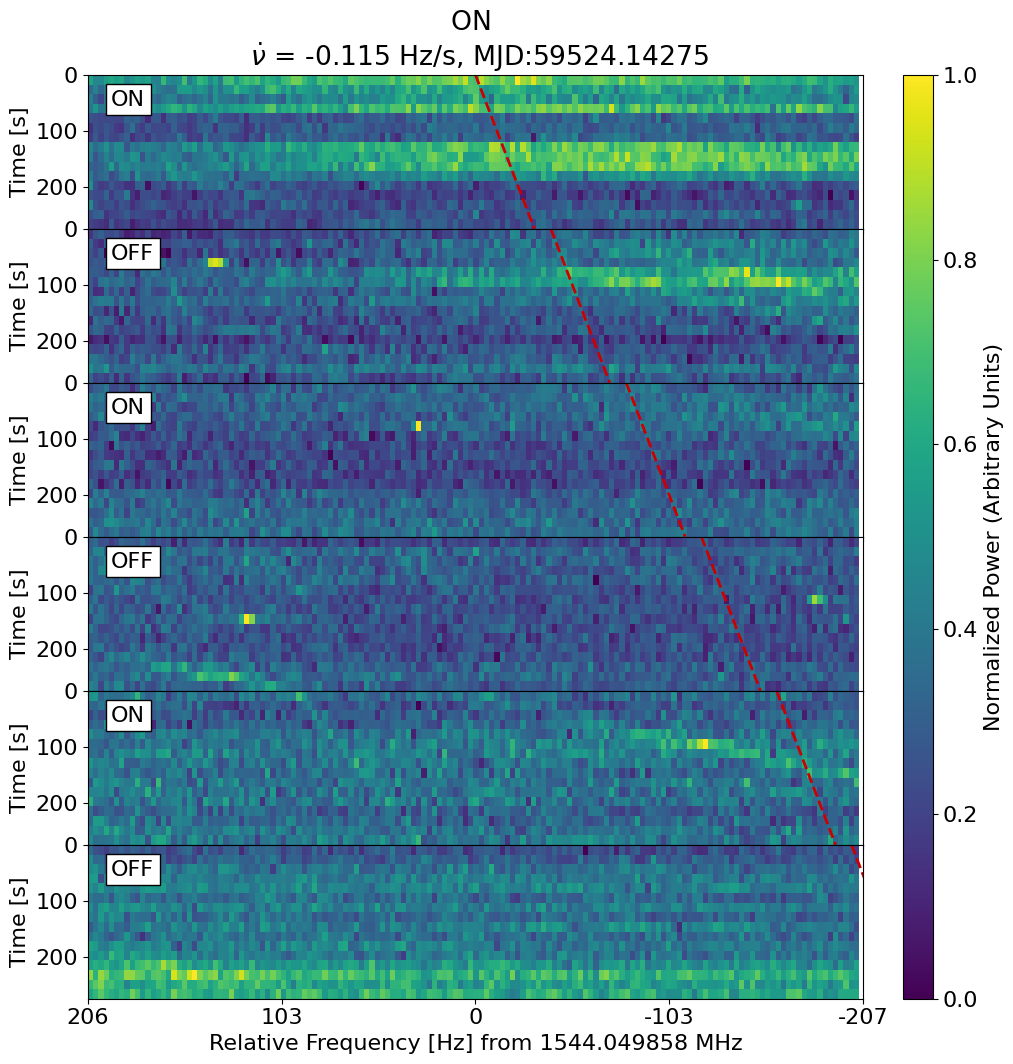 ON
ν̇ = -0.115 Hz/s, MJD:59524.14275
0
ON
100
Time [s]
200
0
OFF
100
Time [s]
200
0
ON
100
Time [s]
200
0
OFF
100
Time [s]
200
0
ON
100
Time [s]
200
0
OFF
100
Time [s]
200
206 103 0 -103 -207
Relative Frequency [Hz] from 1544.049858 MHz
1.0
0.8
0.6
0.4
0.2
0.0
Normalized Power (Arbitrary Units)